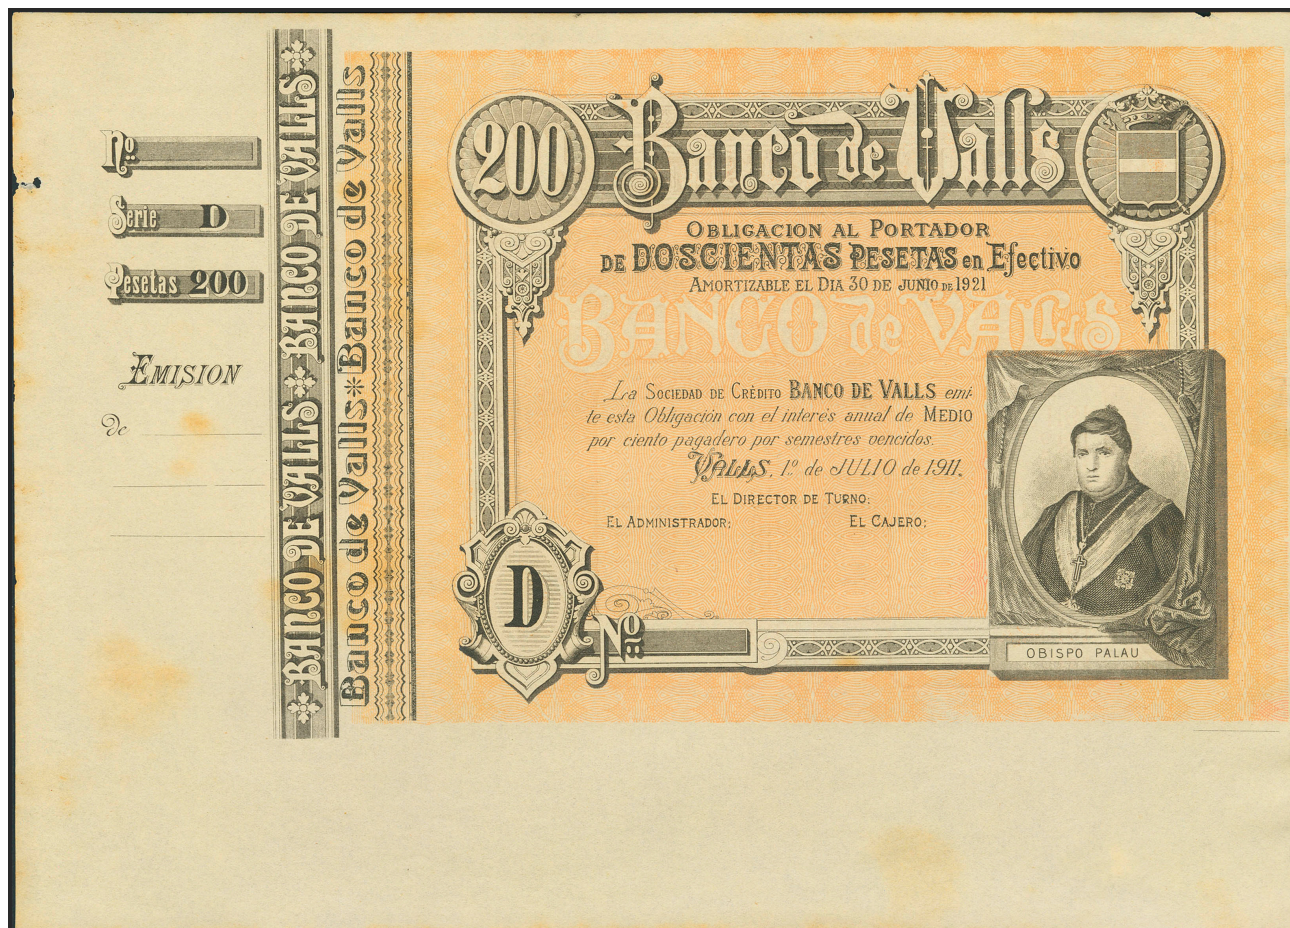 Nº
Serie D
Pesetas 200
EMISION
de
BANCO DE VALLS BANCO DE VALLS BANCO DE VALLS
Banco de Valls * Banco de Valls
200 Banco de Valls
OBLIGACION AL PORTADOR
DE DOSCIENTAS PESETAS en Efectivo
AMORTIZABLE EL DIA 30 DE JUNIO DE 1921
BANCO de VALLS
La SOCIEDAD DE CRÈDITO BANCO DE VALLS emi-
te esta Obligación con el interés anual de MEDIO
por ciento pagadero por semestres vencidos.
VALLS, 1º de JULIO de 1911.
EL DIRECTOR DE TURNO:
EL ADMINISTRADOR: EL CAJERO:
D
Nº
OBISPO PALAU